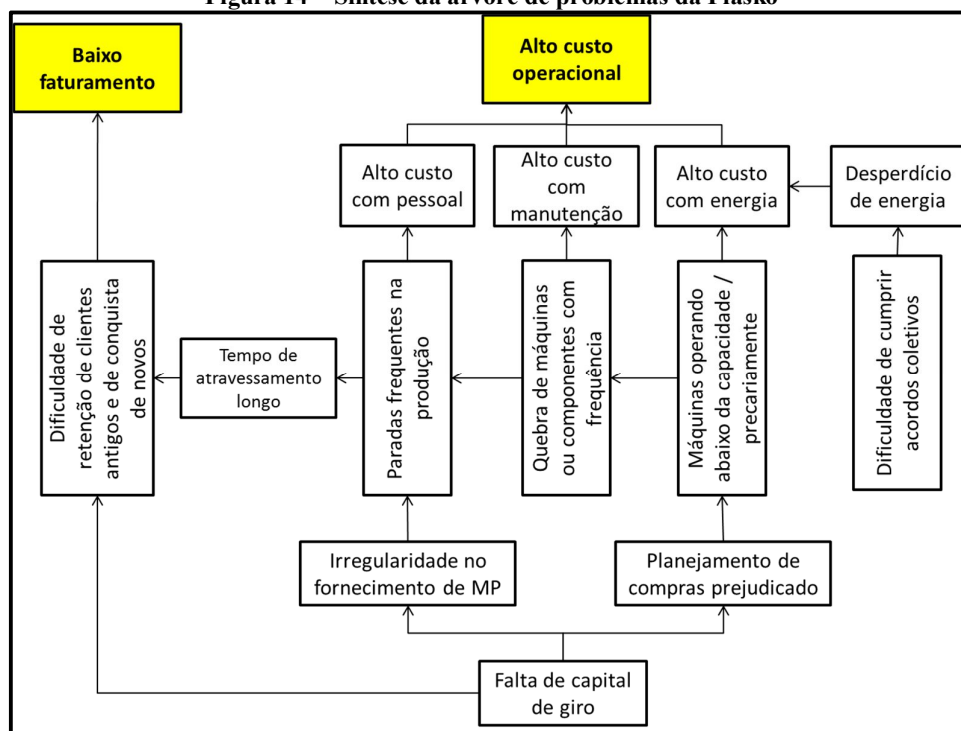 Figura 14 – Síntese da árvore de problemas da Plasko
Baixo
faturamento
Alto custo
operacional
Alto custo
com pessoal
Alto custo
com
manutenção
Alto custo
com energia
Desperdício
de energia
Dificuldade de
retenção de clientes
antigos e de conquista
de novos
Tempo de
atravessamento
longo
Paradas frequentes na
produção
Quebra de máquinas
ou componentes com
frequência
Máquinas operando
abaixo da capacidade /
precariamente
Dificuldade de cumprir
acordos coletivos
Irregularidade no
fornecimento de MP
Planejamento de
compras prejudicado
Falta de capital
de giro